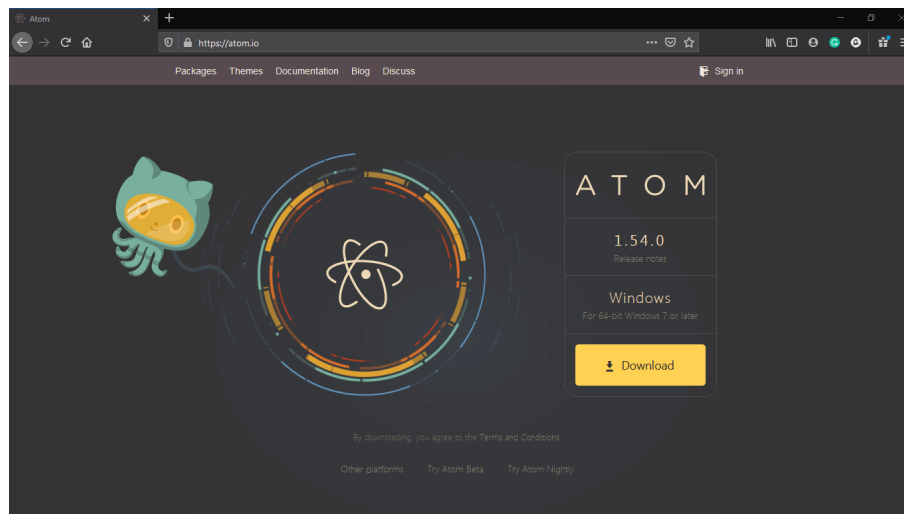 Atom
https://atom.io
Packages Themes Documentation Blog Discuss Sign in
ATOM
1.54.0
Release notes
Windows
For 64-bit Windows 7 or later
Download
By downloading, you agree to the Terms and Conditions
Other platforms Try Atom Beta Try Atom Nightly